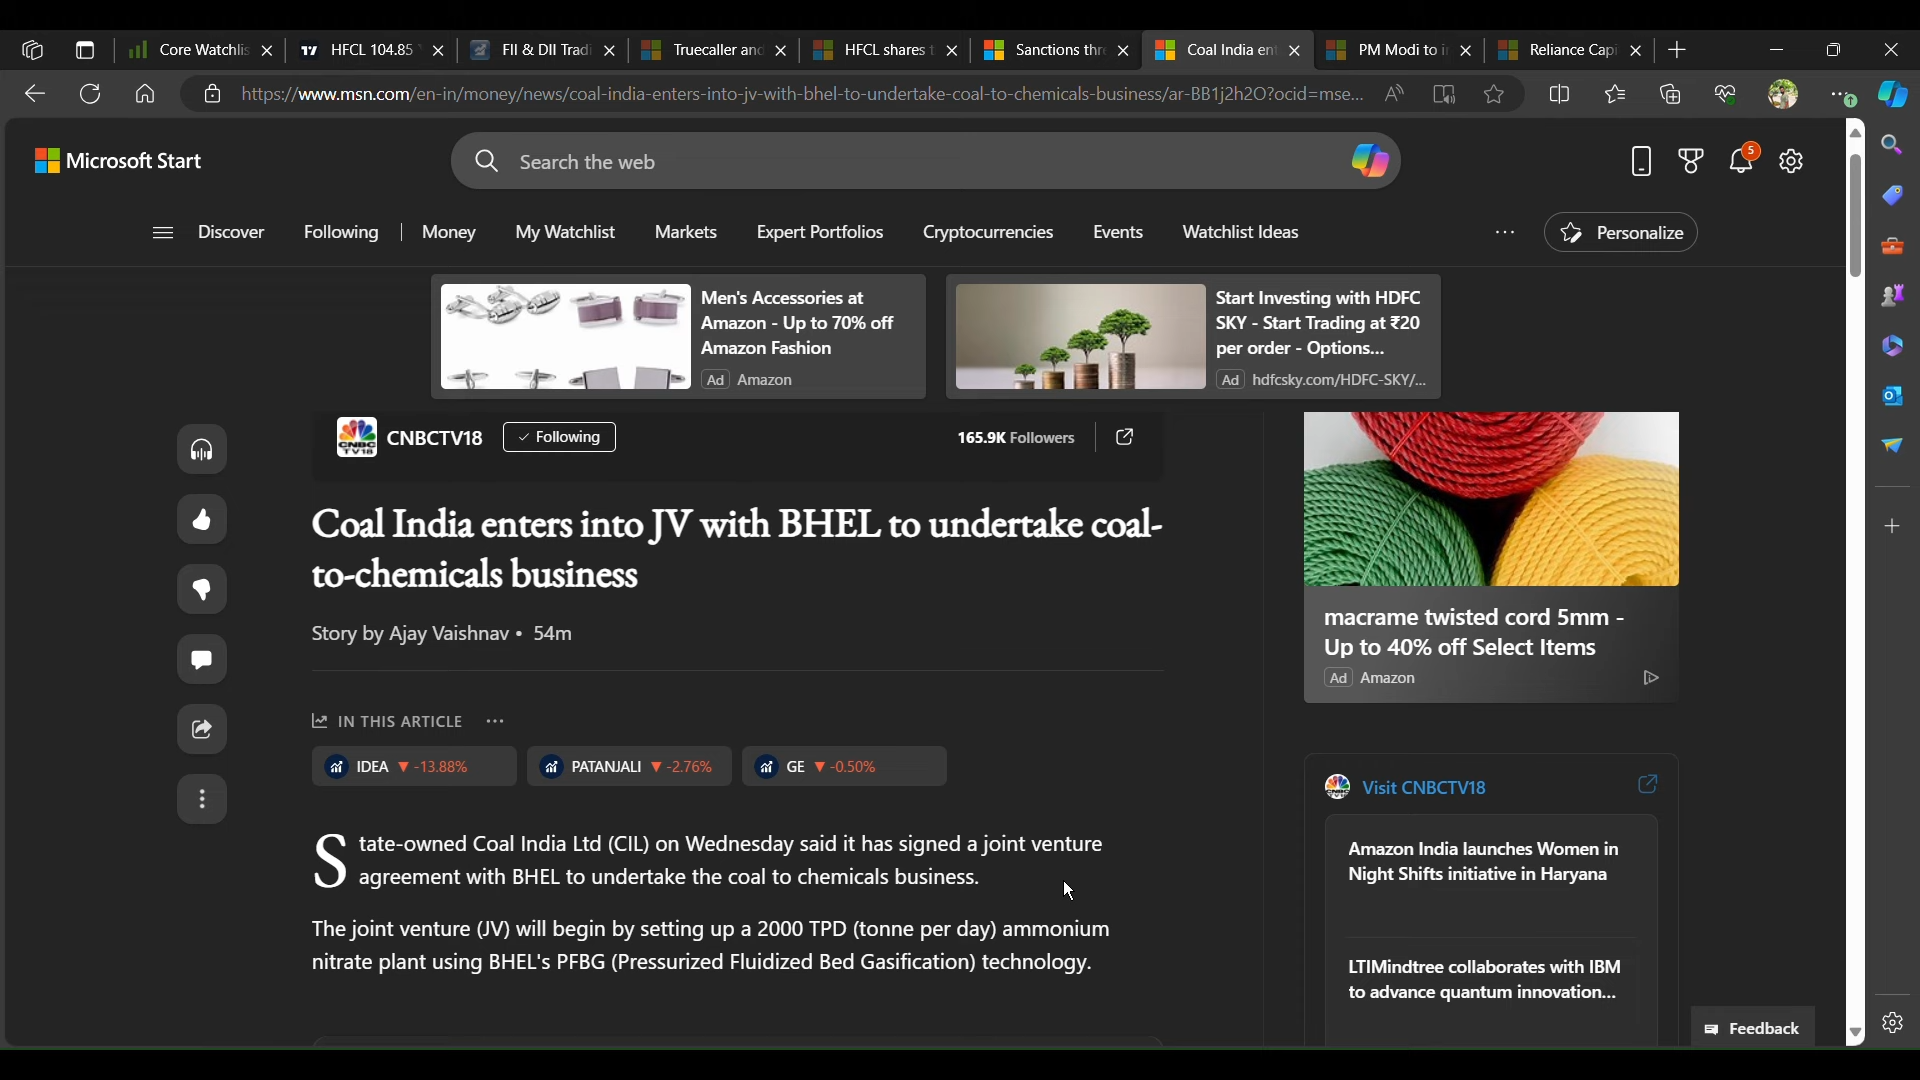 Core Watchlis
HFCL 104.85
FII & DII Tradi
Truecaller and
HFCL shares t
Sanctions thre
Coal India ent
PM Modi to i
Reliance Capi
https://www.msn.com/en-in/money/news/coal-india-enters-into-jv-with-bhel-to-undertake-coal-to-chemicals-business/ar-BB1j2h2O?ocid=mse...
Microsoft Start
Search the web
5
Discover
Following
Money
My Watchlist
Markets
Expert Portfolios
Cryptocurrencies
Events
Watchlist Ideas
Personalize
Men's Accessories at
Amazon - Up to 70% off
Amazon Fashion
Ad Amazon
Start Investing with HDFC
SKY - Start Trading at ₹20
per order - Options...
Ad hdfcsky.com/HDFC-SKY/...
CNBCTV18
Following
165.9K Followers
Coal India enters into JV with BHEL to undertake coal-
to-chemicals business
Story by Ajay Vaishnav • 54m
IN THIS ARTICLE
IDEA ▼ -13.88%
PATANJALI ▼ -2.76%
GE ▼ -0.50%
State-owned Coal India Ltd (CIL) on Wednesday said it has signed a joint venture
agreement with BHEL to undertake the coal to chemicals business.
The joint venture (JV) will begin by setting up a 2000 TPD (tonne per day) ammonium
nitrate plant using BHEL's PFBG (Pressurized Fluidized Bed Gasification) technology.
macrame twisted cord 5mm -
Up to 40% off Select Items
Ad Amazon
Visit CNBCTV18
Amazon India launches Women in
Night Shifts initiative in Haryana
LTIMindtree collaborates with IBM
to advance quantum innovation...
Feedback